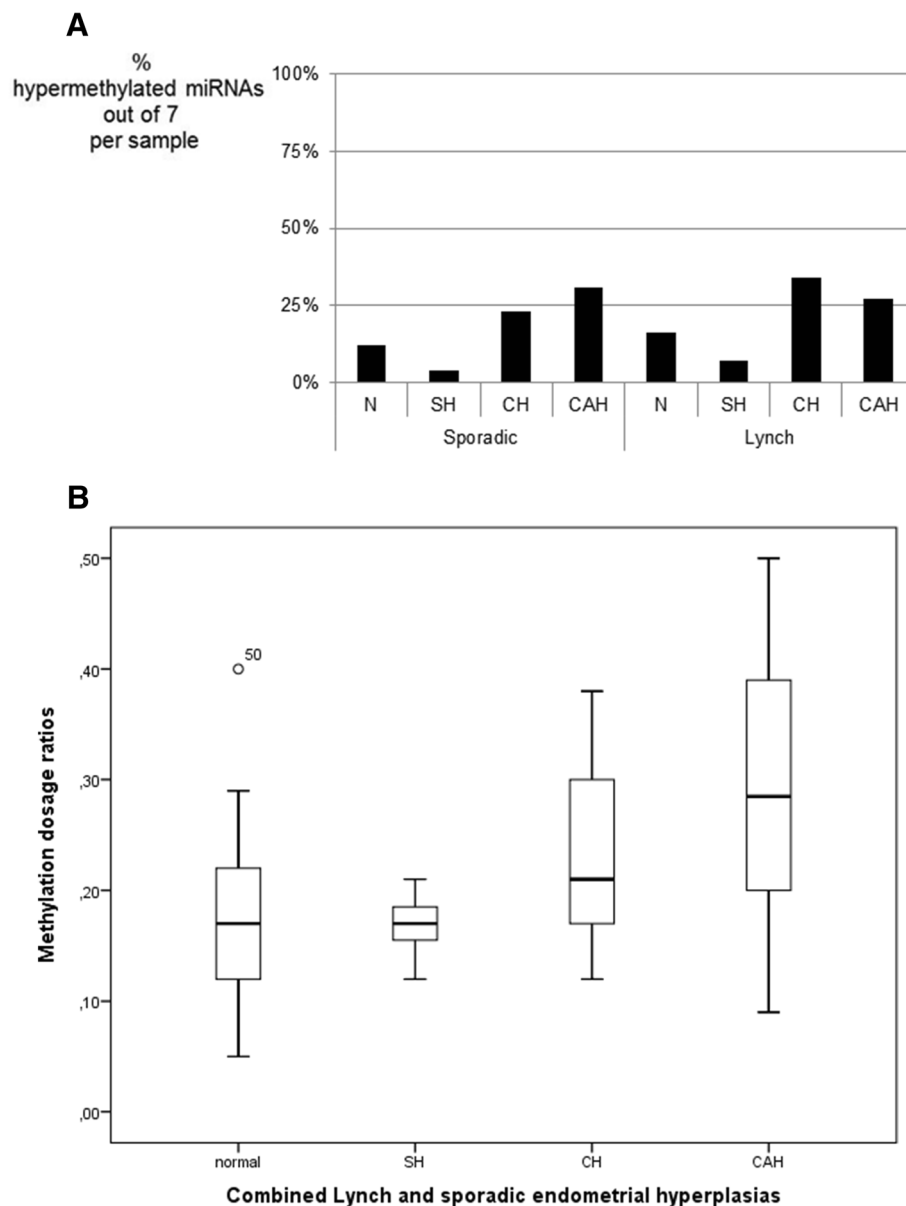 A
%
hypermethylated miRNAs
out of 7
per sample
100%
75%
50%
25%
0%
N SH CH CAH N SH CH CAH
Sporadic Lynch
B
Methylation dosage ratios
,50
,40
,30
,20
,10
,00
50
normal SH CH CAH
Combined Lynch and sporadic endometrial hyperplasias